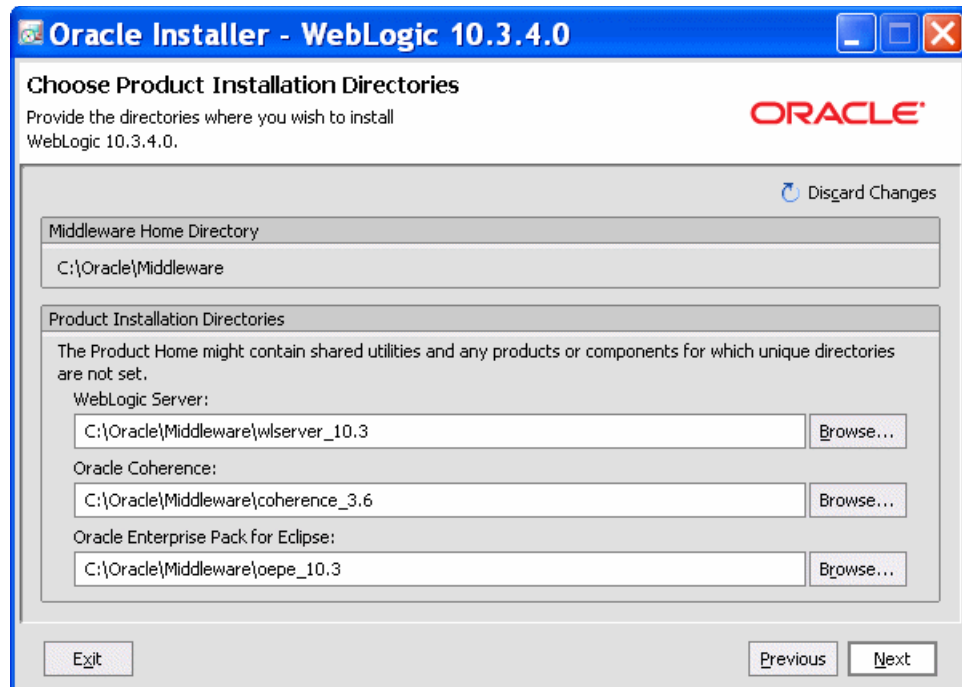 Oracle Installer - WebLogic 10.3.4.0
Choose Product Installation Directories
Provide the directories where you wish to install
WebLogic 10.3.4.0.
ORACLE
Discard Changes
Middleware Home Directory
C:\Oracle\Middleware
Product Installation Directories
The Product Home might contain shared utilities and any products or components for which unique directories
are not set.
WebLogic Server:
C:\Oracle\Middleware\wlserver_10.3
Browse...
Oracle Coherence:
C:\Oracle\Middleware\coherence_3.6
Browse...
Oracle Enterprise Pack for Eclipse:
C:\Oracle\Middleware\oepe_10.3
Browse...
Exit
Previous
Next